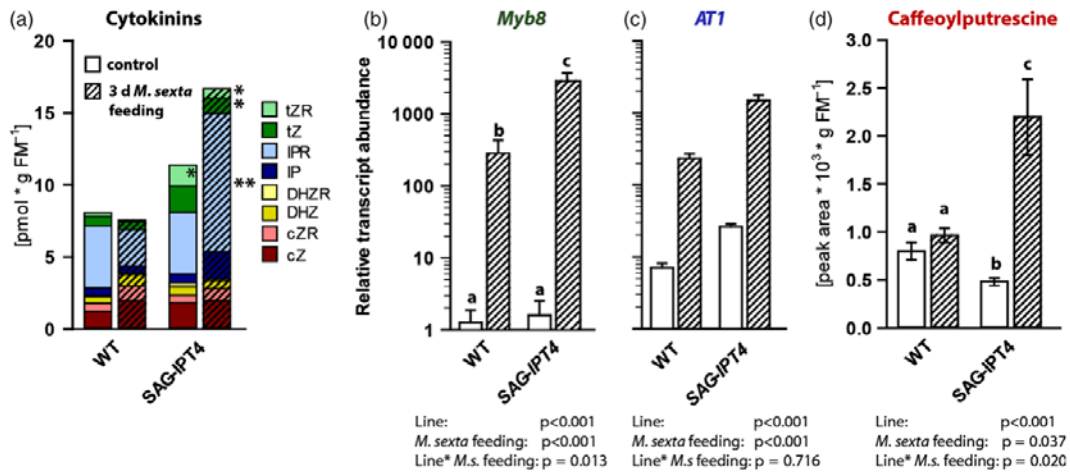 (a) Cytokinins
20
15
10
5
0
[pmol * g FM⁻¹]
control
3 d M. sexta
feeding
*
**
*
**
tZR
tZ
IPR
IP
DHZR
DHZ
cZR
cZ
WT
SAG-IPT4
(b) Myb8
Relative transcript abundance
10 000
1000
100
10
1
a
b
a
c
WT
SAG-IPT4
Line: p<0.001
M. sexta feeding: p<0.001
Line* M.s. feeding: p = 0.013
(c) AT1
WT
SAG-IPT4
Line: p<0.001
M. sexta feeding: p<0.001
Line* M.s feeding: p = 0.716
(d) Caffeoylputrescine
[peak area * 10³ * g FM⁻¹]
3.0
2.5
2.0
1.5
1.0
0.5
0.0
a
a
b
c
WT
SAG-IPT4
Line: p<0.001
M. sexta feeding: p = 0.037
Line* M.s. feeding: p = 0.020